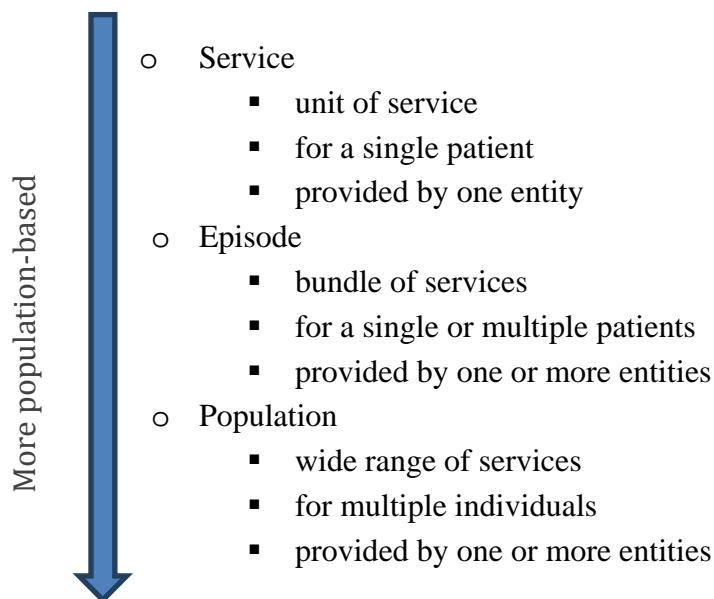 More population-based
o Service
▪ unit of service
▪ for a single patient
▪ provided by one entity
o Episode
▪ bundle of services
▪ for a single or multiple patients
▪ provided by one or more entities
o Population
▪ wide range of services
▪ for multiple individuals
▪ provided by one or more entities